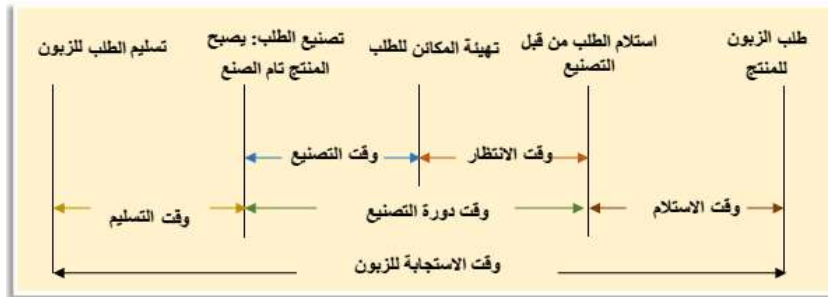 طلب الزبون
للمنتج
استلام الطلب من قبل
التصنيع
تهيئة المكائن للطلب
تصنيع الطلب: يصبح
المنتج تام الصنع
تسليم الطلب للزبون
وقت الانتظار
وقت التصنيع
وقت الاستلام
وقت دورة التصنيع
وقت التسليم
وقت الاستجابة للزبون